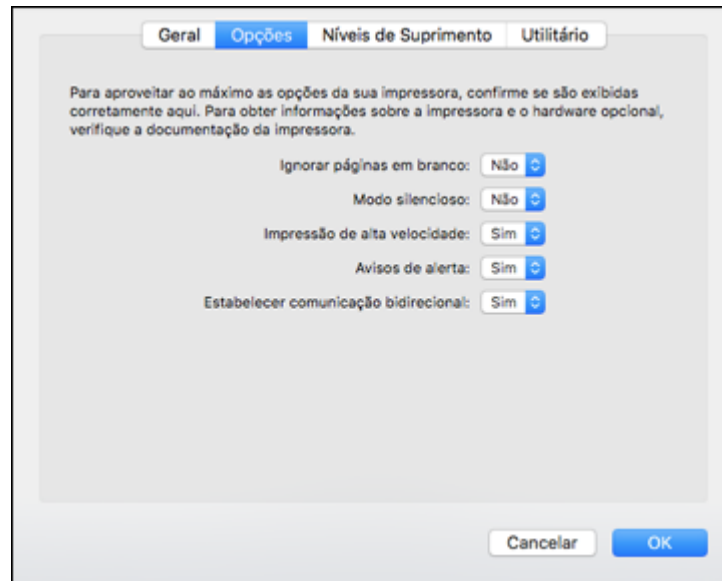 Geral Opções Níveis de Suprimento Utilitário
Para aproveitar ao máximo as opções da sua impressora, confirme se são exibidas
corretamente aqui. Para obter informações sobre a impressora e o hardware opcional,
verifique a documentação da impressora.
Ignorar páginas em branco: Não
Modo silencioso: Não
Impressão de alta velocidade: Sim
Avisos de alerta: Sim
Estabelecer comunicação bidirecional: Sim
Cancelar OK